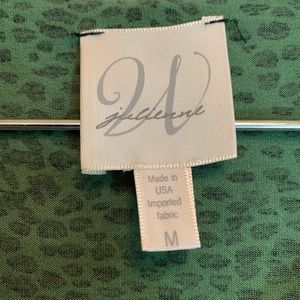 W
julienne
Made in
USA
Imported
fabric
M